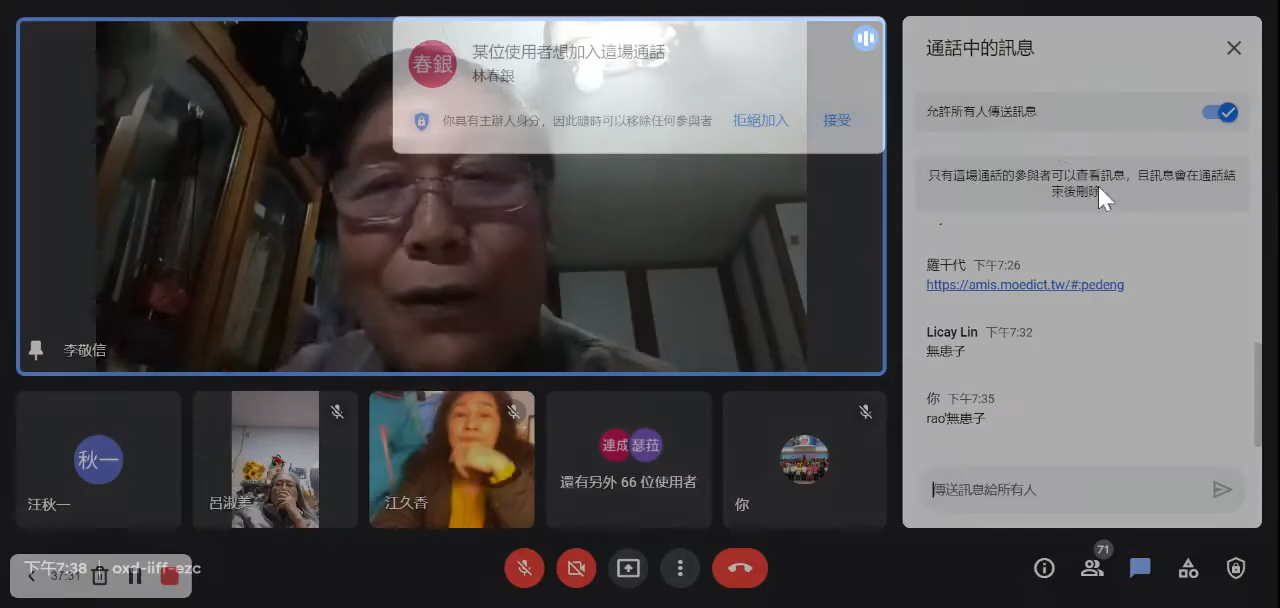 春銀
某位使用者想加入這場通話
林春銀
你具有主辦人身分，因此隨時可以移除任何參與者
拒絕加入
接受
李敬信
秋一
汪秋一
呂淑美
江久香
連成
瑟菈
還有另外 66 位使用者
你
下午7:38
oxd-iiff-ezc
37:31
71
通話中的訊息
允許所有人傳送訊息
只有這場通話的參與者可以查看訊息，且訊息會在通話結
束後刪除
羅千代 下午7:26
https://amis.moedict.tw/#:pedeng
Licay Lin 下午7:32
無患子
你 下午7:35
rao'無患子
傳送訊息給所有人